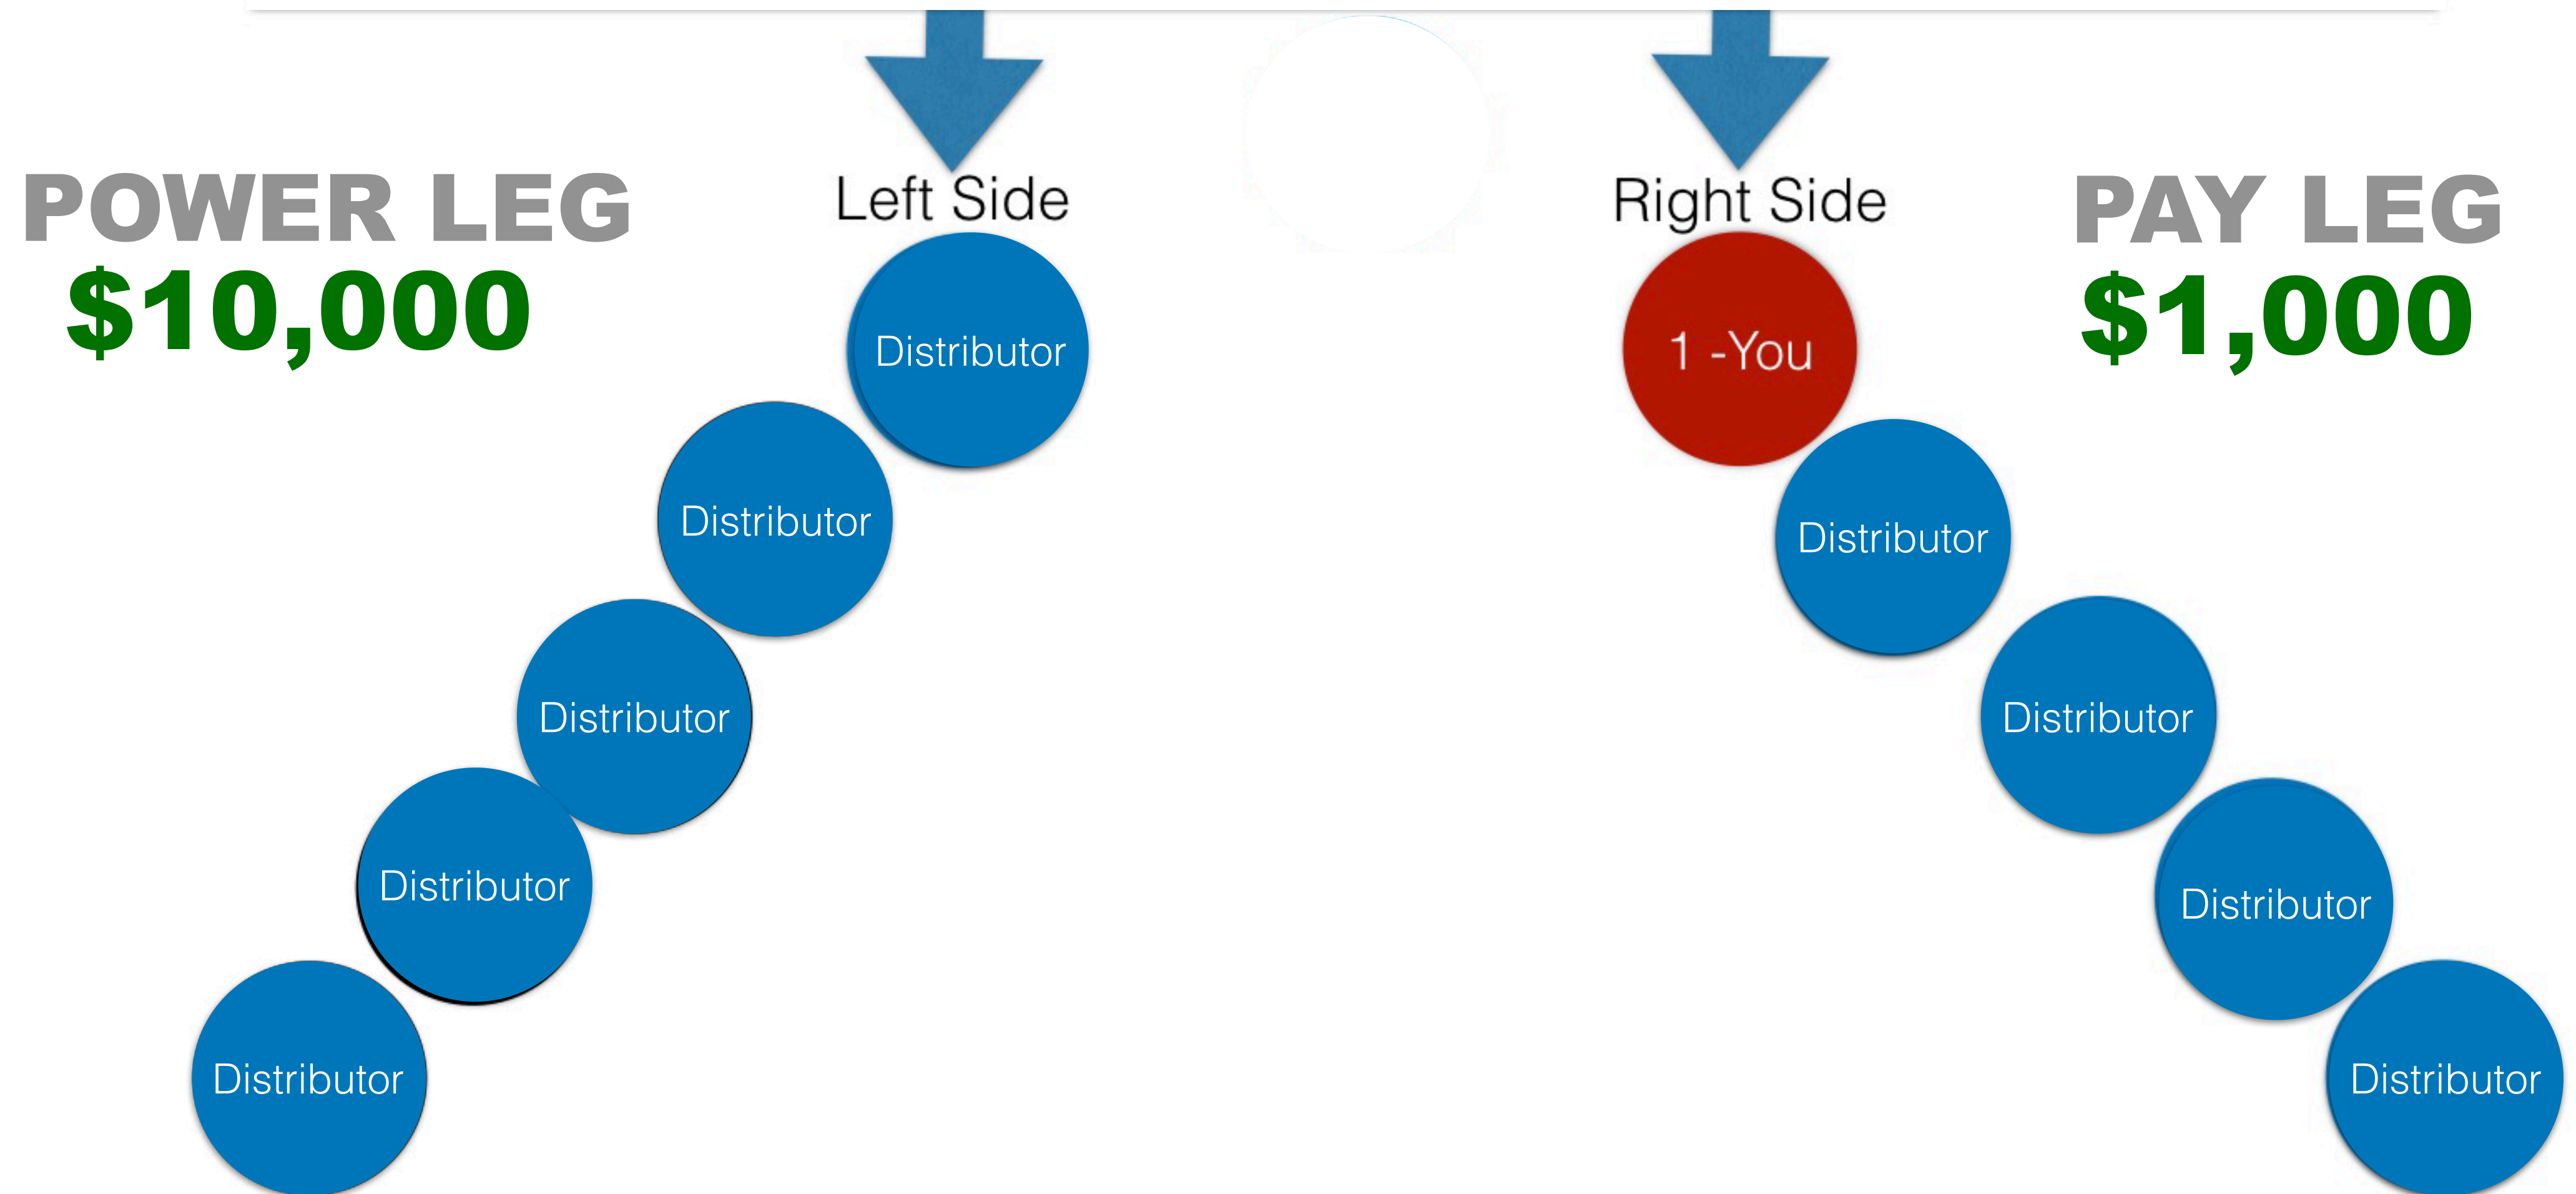 POWER LEG
$10,000
Left Side
Right Side
PAY LEG
$1,000
Distributor
1 -You
Distributor
Distributor
Distributor
Distributor
Distributor
Distributor
Distributor
Distributor